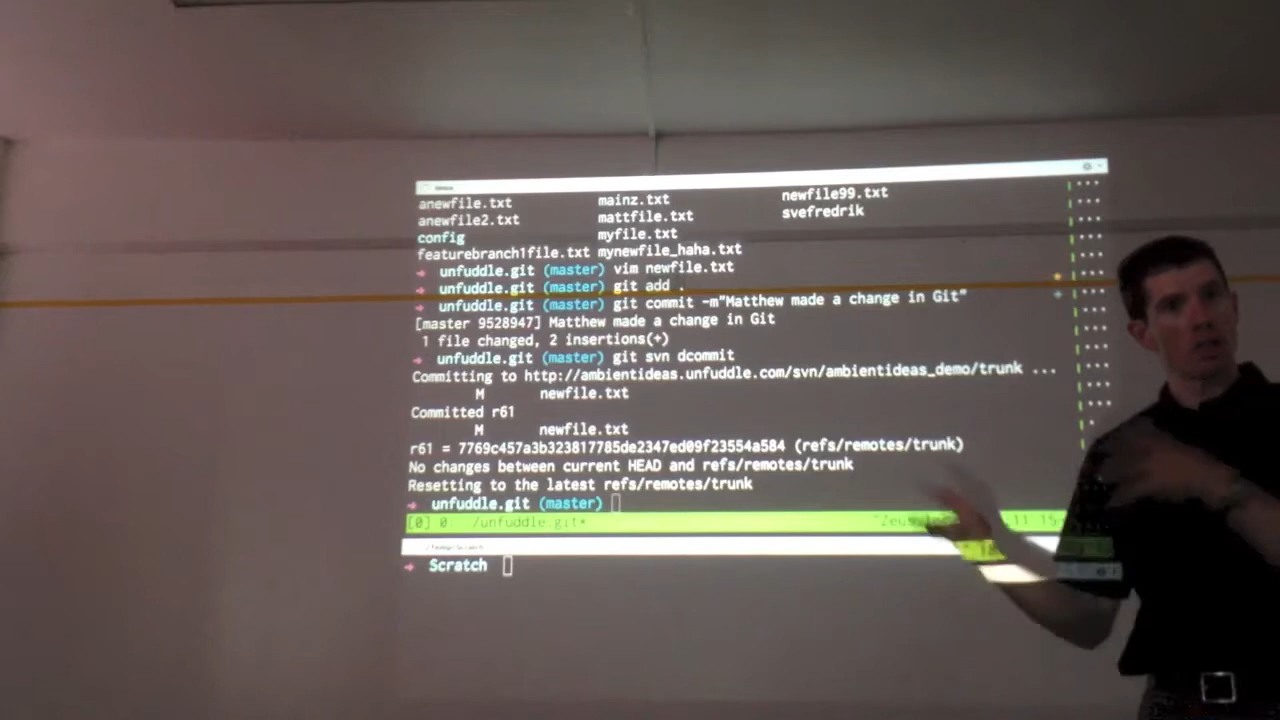 anewfile.txt mainz.txt newfile99.txt
anewfile2.txt mattfile.txt svefredrik
config myfile.txt
featurebranch1file.txt mynewfile_haha.txt
➜ unfuddle.git (master) vim newfile.txt
➜ unfuddle.git (master) git add .
➜ unfuddle.git (master) git commit -m"Matthew made a change in Git"
[master 9528947] Matthew made a change in Git
1 file changed, 2 insertions(+)
➜ unfuddle.git (master) git svn dcommit
Committing to http://ambientideas.unfuddle.com/svn/ambientideas_demo/trunk ...
M newfile.txt
Committed r61
M newfile.txt
r61 = 7769c457a3b323817785de2347ed09f23554a584 (refs/remotes/trunk)
No changes between current HEAD and refs/remotes/trunk
Resetting to the latest refs/remotes/trunk
➜ unfuddle.git (master)
[0] 0: /unfuddle.git*
➜ Scratch